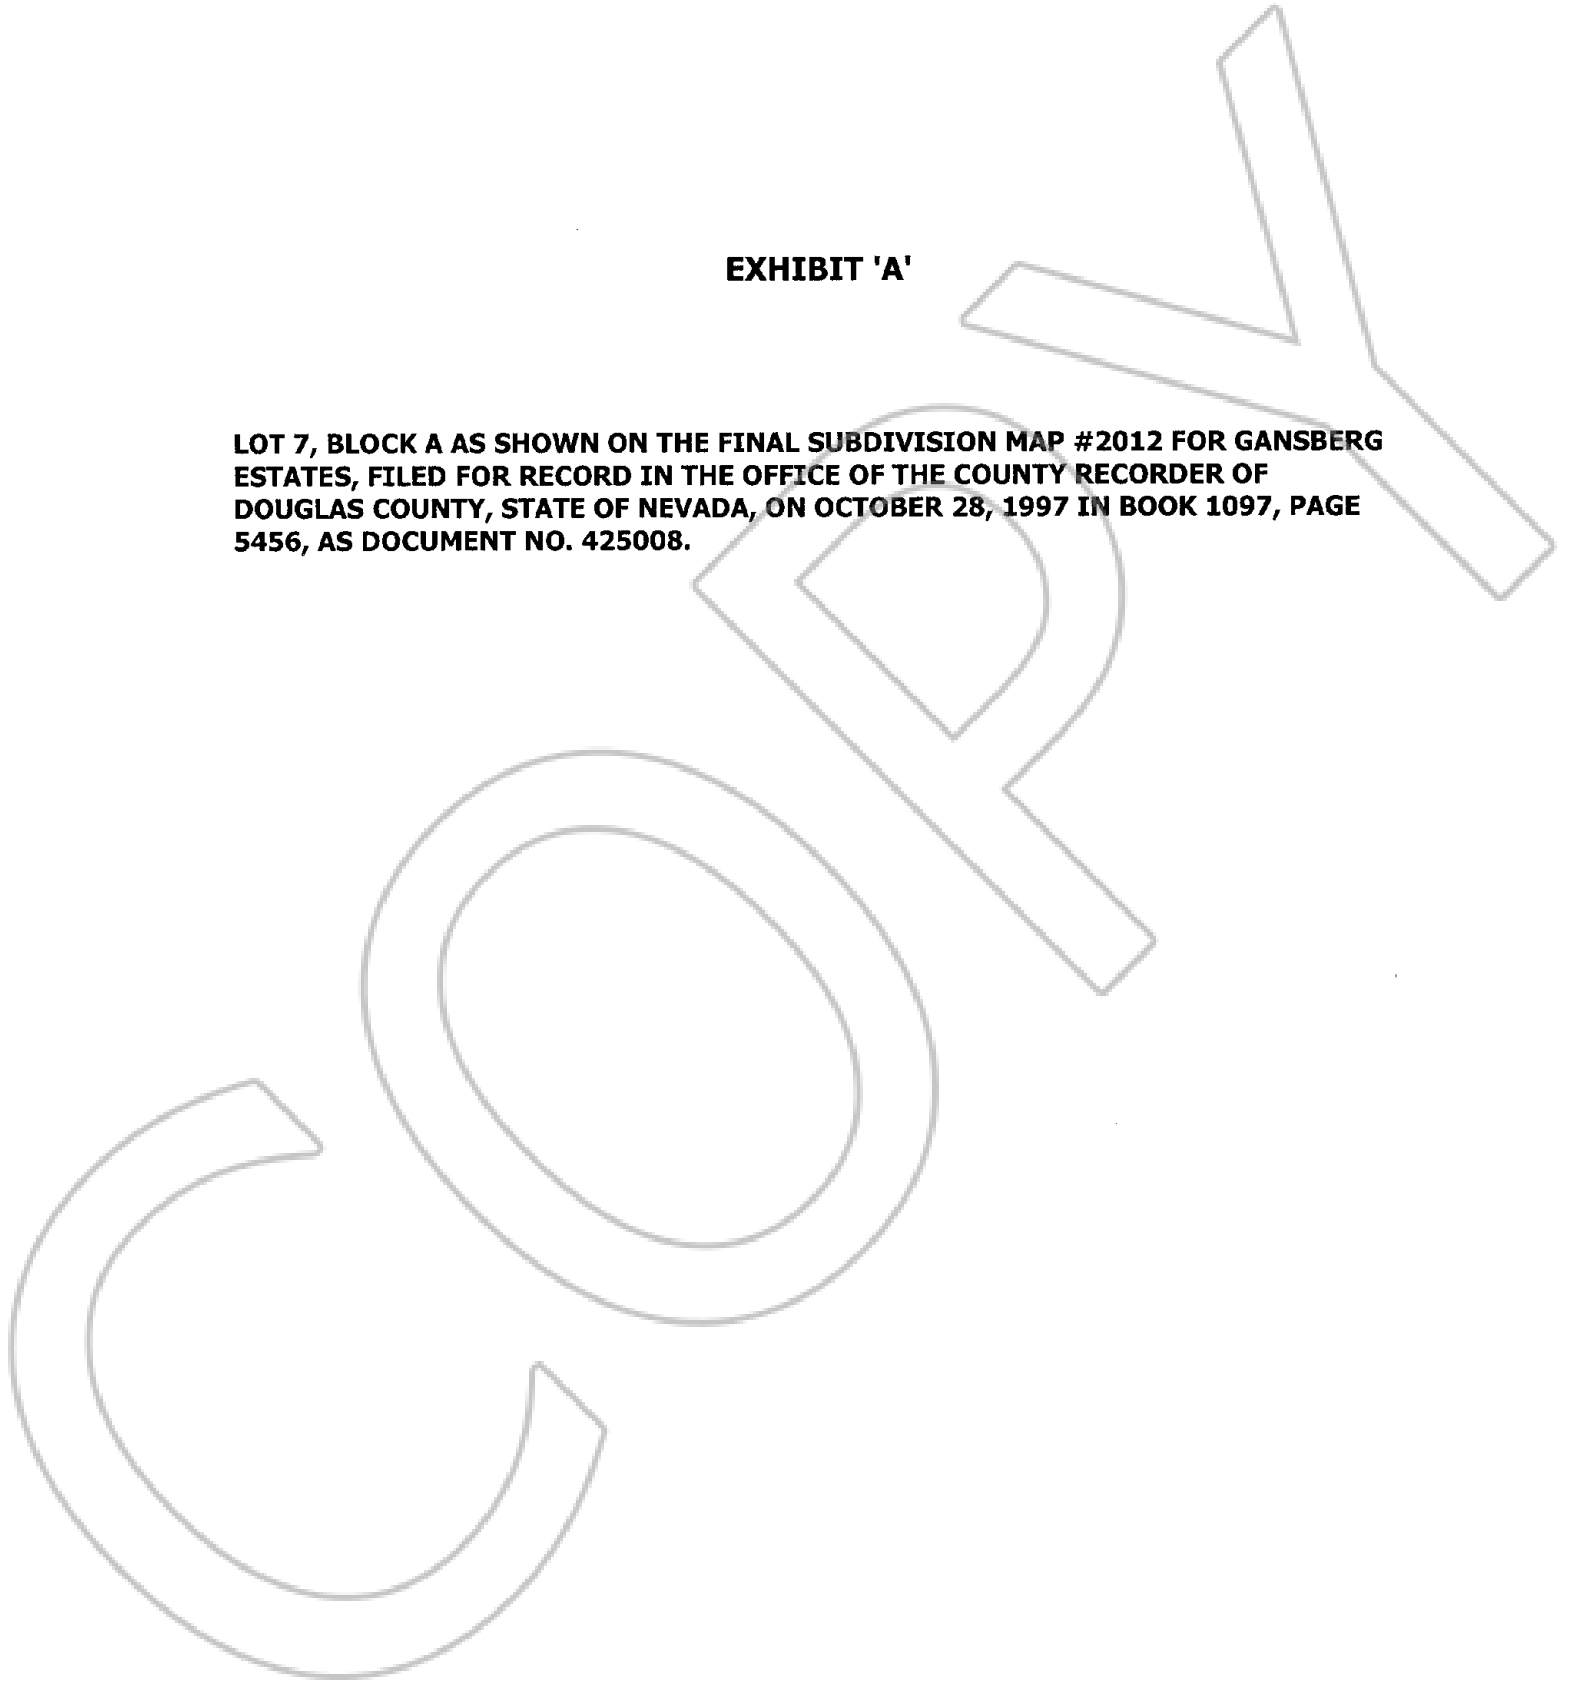 EXHIBIT 'A'
LOT 7, BLOCK A AS SHOWN ON THE FINAL SUBDIVISION MAP #2012 FOR GANSBERG
ESTATES, FILED FOR RECORD IN THE OFFICE OF THE COUNTY RECORDER OF
DOUGLAS COUNTY, STATE OF NEVADA, ON OCTOBER 28, 1997 IN BOOK 1097, PAGE
5456, AS DOCUMENT NO. 425008.
COPY